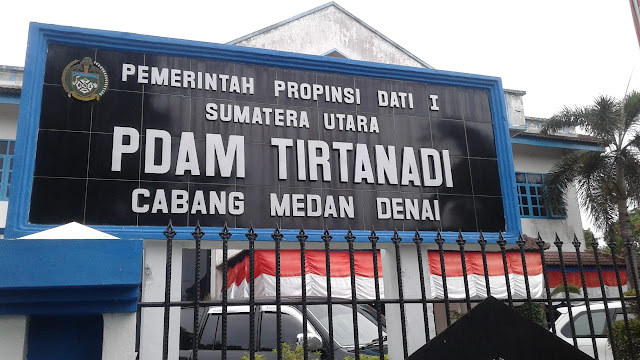 PEMERINTAH PROPINSI DATI I
SUMATERA UTARA
PDAM TIRTANADI
CABANG MEDAN DENAI